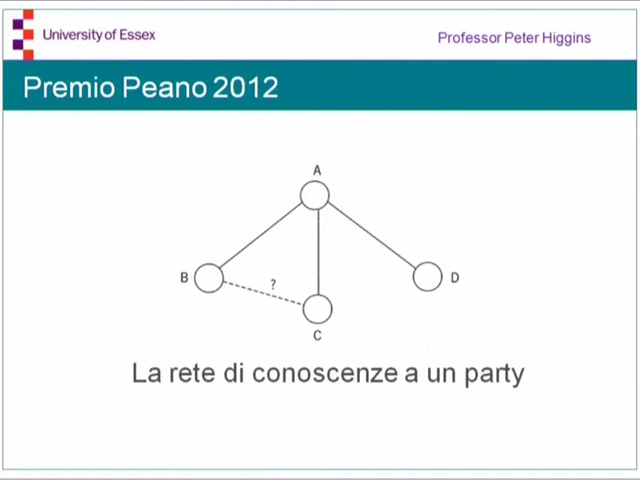 University of Essex
Professor Peter Higgins
Premio Peano 2012
A
B
?
D
C
La rete di conoscenze a un party